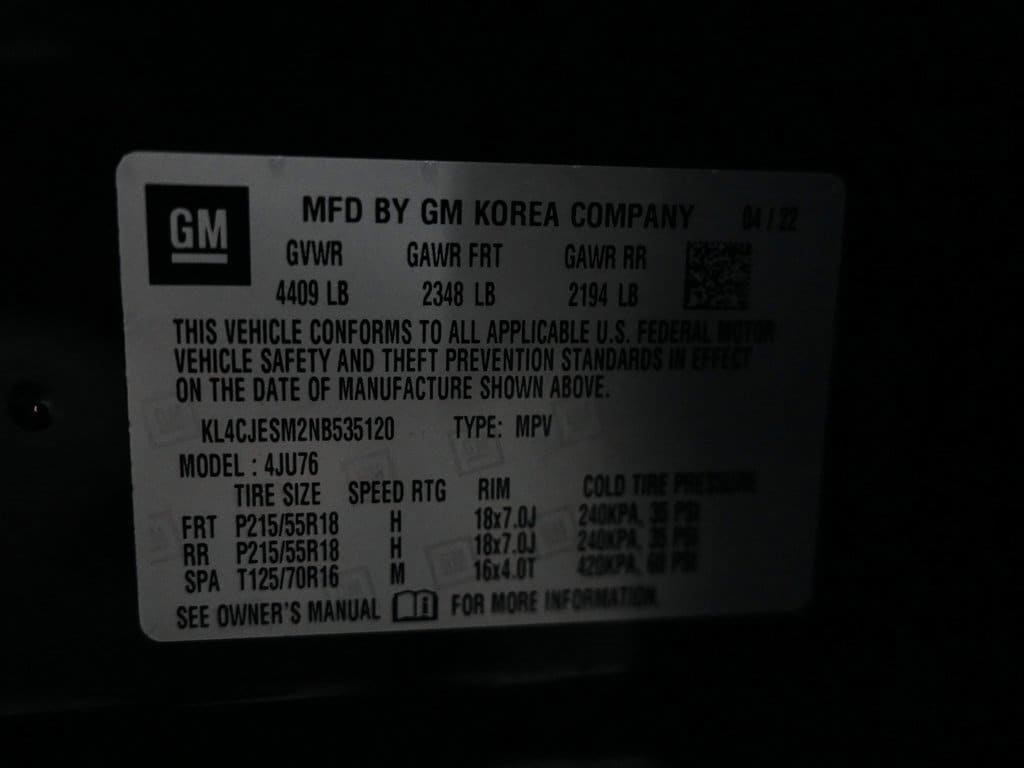 GM
MFD BY GM KOREA COMPANY 04 / 22
GVWR GAWR FRT GAWR RR
4409 LB 2348 LB 2194 LB
THIS VEHICLE CONFORMS TO ALL APPLICABLE U.S. FEDERAL MOTOR
VEHICLE SAFETY AND THEFT PREVENTION STANDARDS IN EFFECT
ON THE DATE OF MANUFACTURE SHOWN ABOVE.
KL4CJESM2NB535120 TYPE: MPV
MODEL : 4JU76
TIRE SIZE SPEED RTG RIM COLD TIRE PRESSURE
FRT P215/55R18 H 18x7.0J 240KPA, 35 PSI
RR P215/55R18 H 18x7.0J 240KPA, 35 PSI
SPA T125/70R16 M 16x4.0T 420KPA, 60 PSI
SEE OWNER'S MANUAL FOR MORE INFORMATION.